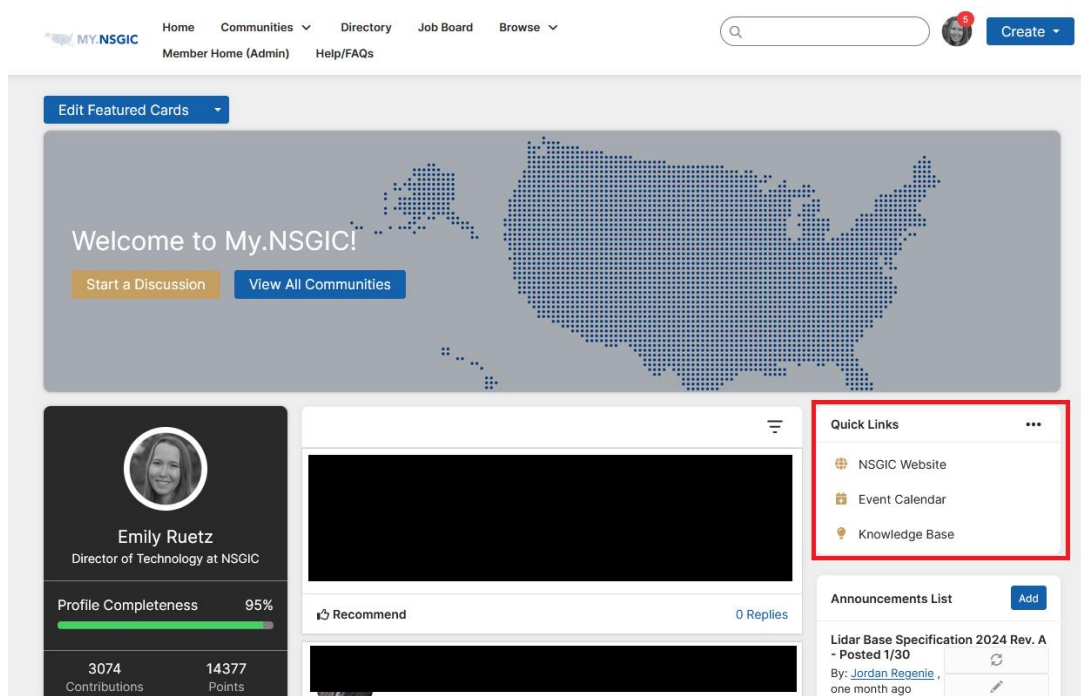 MY.NSGIC
Home Communities Directory Job Board Browse
Member Home (Admin) Help/FAQs
5
Create
Edit Featured Cards
Welcome to My.NSGIC!
Start a Discussion View All Communities
Emily Ruetz
Director of Technology at NSGIC
Profile Completeness 95%
3074 14377
Contributions Points
Recommend 0 Replies
Quick Links
NSGIC Website
Event Calendar
Knowledge Base
Announcements List Add
Lidar Base Specification 2024 Rev. A
- Posted 1/30
By: Jordan Regenie ,
one month ago